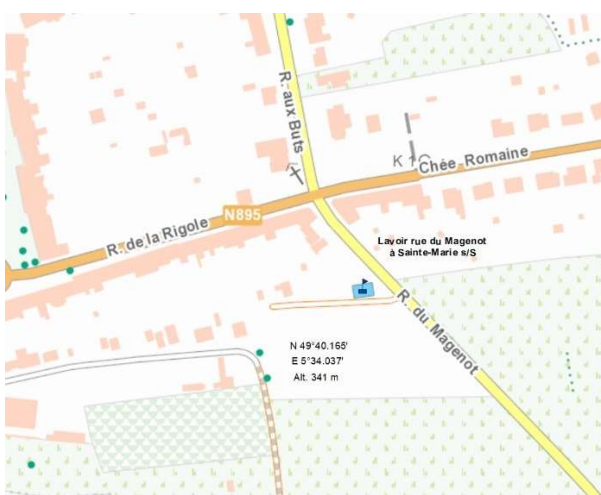 R. aux Buts
K 10
Chée Romaine
N895
R. de la Rigole
Lavoir rue du Magenot
à Sainte-Marie s/S
R. du Magenot
N 49°40.165'
E 5°34.037'
Alt. 341 m